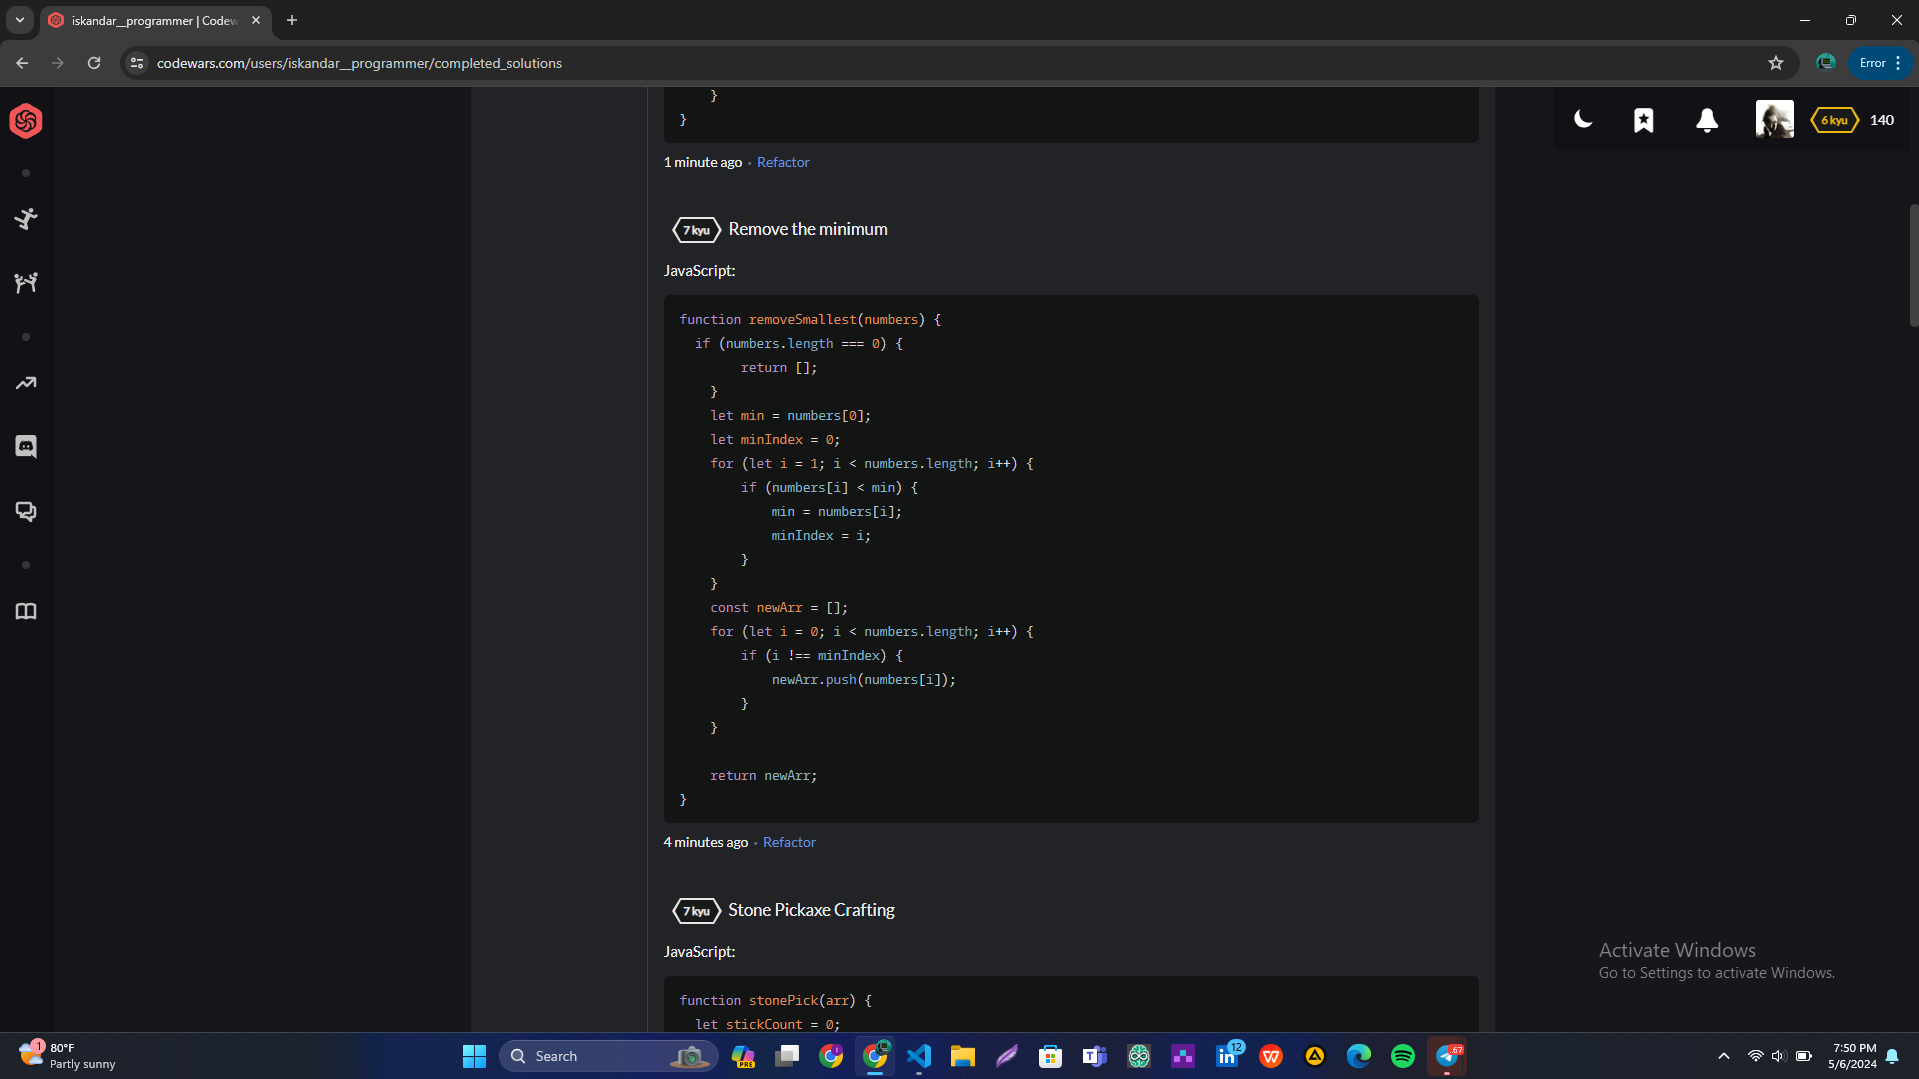 iskandar__programmer | Codew
codewars.com/users/iskandar__programmer/completed_solutions
Error
6 kyu
140
}
}
1 minute ago • Refactor
7 kyu Remove the minimum
JavaScript:
function removeSmallest(numbers) {
  if (numbers.length === 0) {
        return [];
    }
    let min = numbers[0];
    let minIndex = 0;
    for (let i = 1; i < numbers.length; i++) {
        if (numbers[i] < min) {
            min = numbers[i];
            minIndex = i;
        }
    }
    const newArr = [];
    for (let i = 0; i < numbers.length; i++) {
        if (i !== minIndex) {
            newArr.push(numbers[i]);
        }
    }
    return newArr;
}
4 minutes ago • Refactor
7 kyu Stone Pickaxe Crafting
JavaScript:
function stonePick(arr) {
  let stickCount = 0;
Activate Windows
Go to Settings to activate Windows.
1
80°F
Partly sunny
Search
PRE
12
67
7:50 PM
5/6/2024